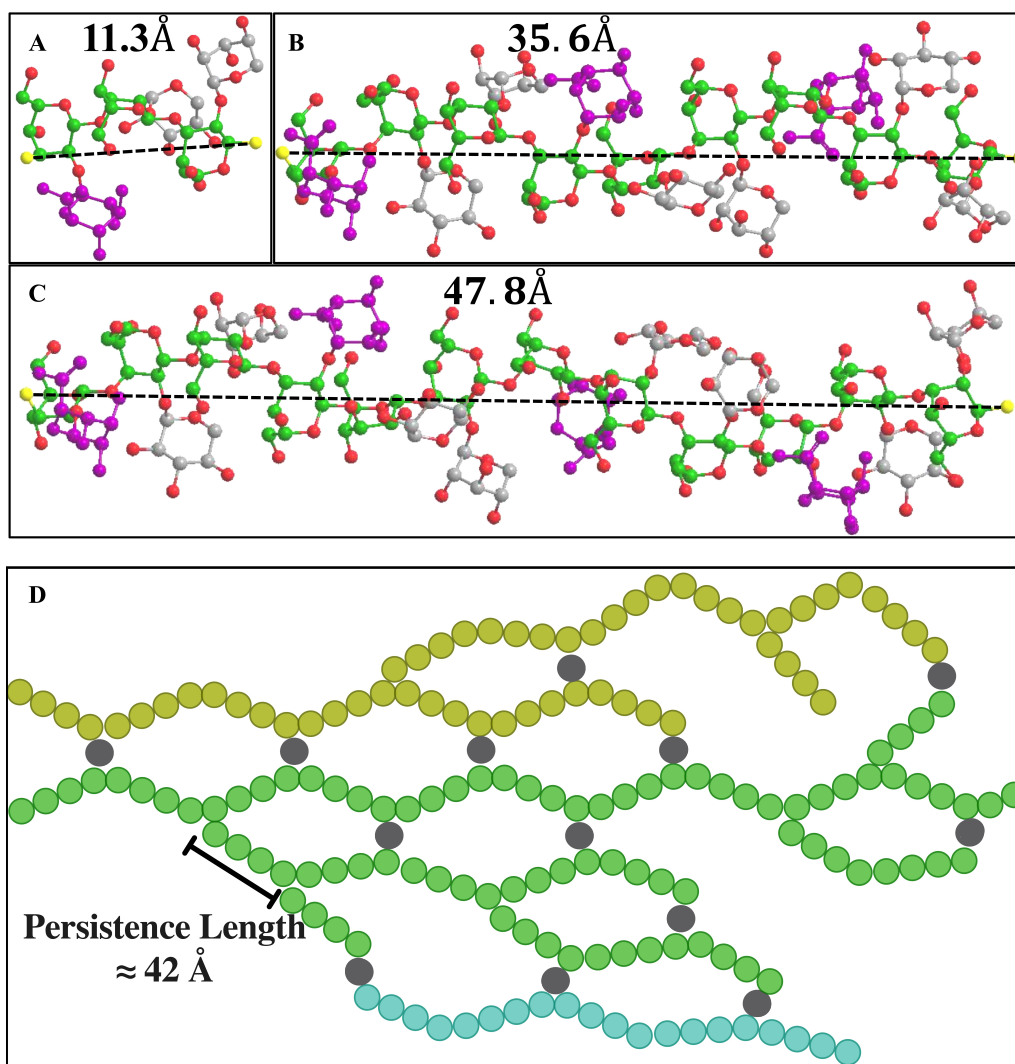 A
11.3Å
B
35.6Å
C
47.8Å
D
Persistence Length
≈ 42 Å